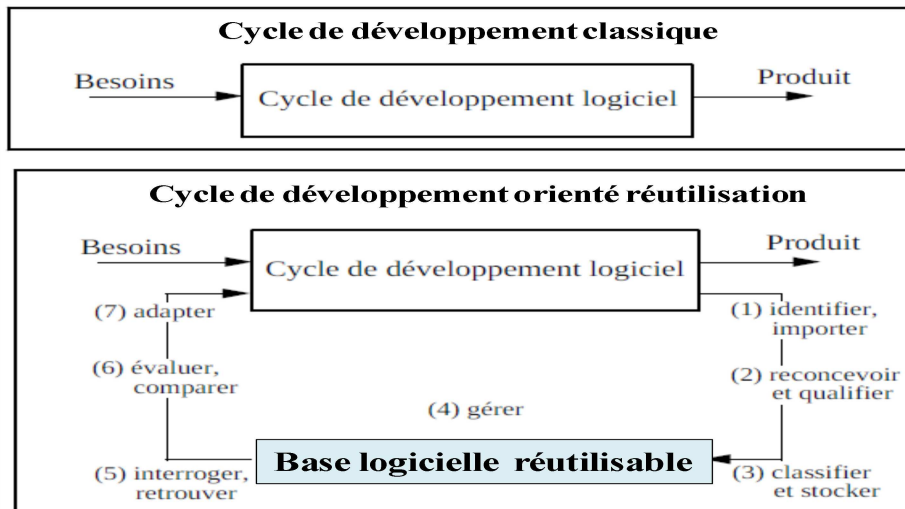 Cycle de développement classique
Besoins
Produit
Cycle de développement logiciel
Cycle de développement orienté réutilisation
Besoins
Produit
Cycle de développement logiciel
(1) identifier,
importer
(2) reconcevoir
et qualifier
(3) classifier
et stocker
(4) gérer
Base logicielle réutilisable
(5) interroger,
retrouver
(6) évaluer,
comparer
(7) adapter